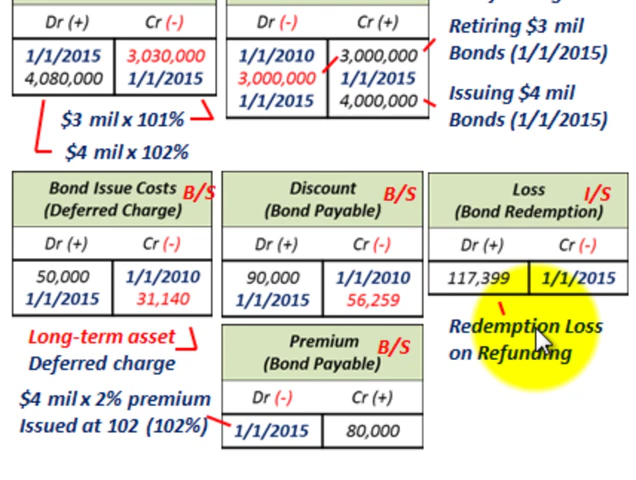 Dr (+) Cr (-)
1/1/2015 3,030,000
4,080,000 1/1/2015
$3 mil x 101%
$4 mil x 102%
Dr (-) Cr (+)
1/1/2010 3,000,000
3,000,000 1/1/2015
1/1/2015 4,000,000
Retiring $3 mil
Bonds (1/1/2015)
Issuing $4 mil
Bonds (1/1/2015)
Bond Issue Costs B/S
(Deferred Charge)
Dr (+) Cr (-)
50,000 1/1/2010
1/1/2015 31,140
Long-term asset
Deferred charge
Discount B/S
(Bond Payable)
Dr (+) Cr (-)
90,000 1/1/2010
1/1/2015 56,259
Loss I/S
(Bond Redemption)
Dr (+) Cr (-)
117,399 1/1/2015
Redemption Loss
on Refunding
$4 mil x 2% premium
Issued at 102 (102%)
Premium B/S
(Bond Payable)
Dr (-) Cr (+)
1/1/2015 80,000